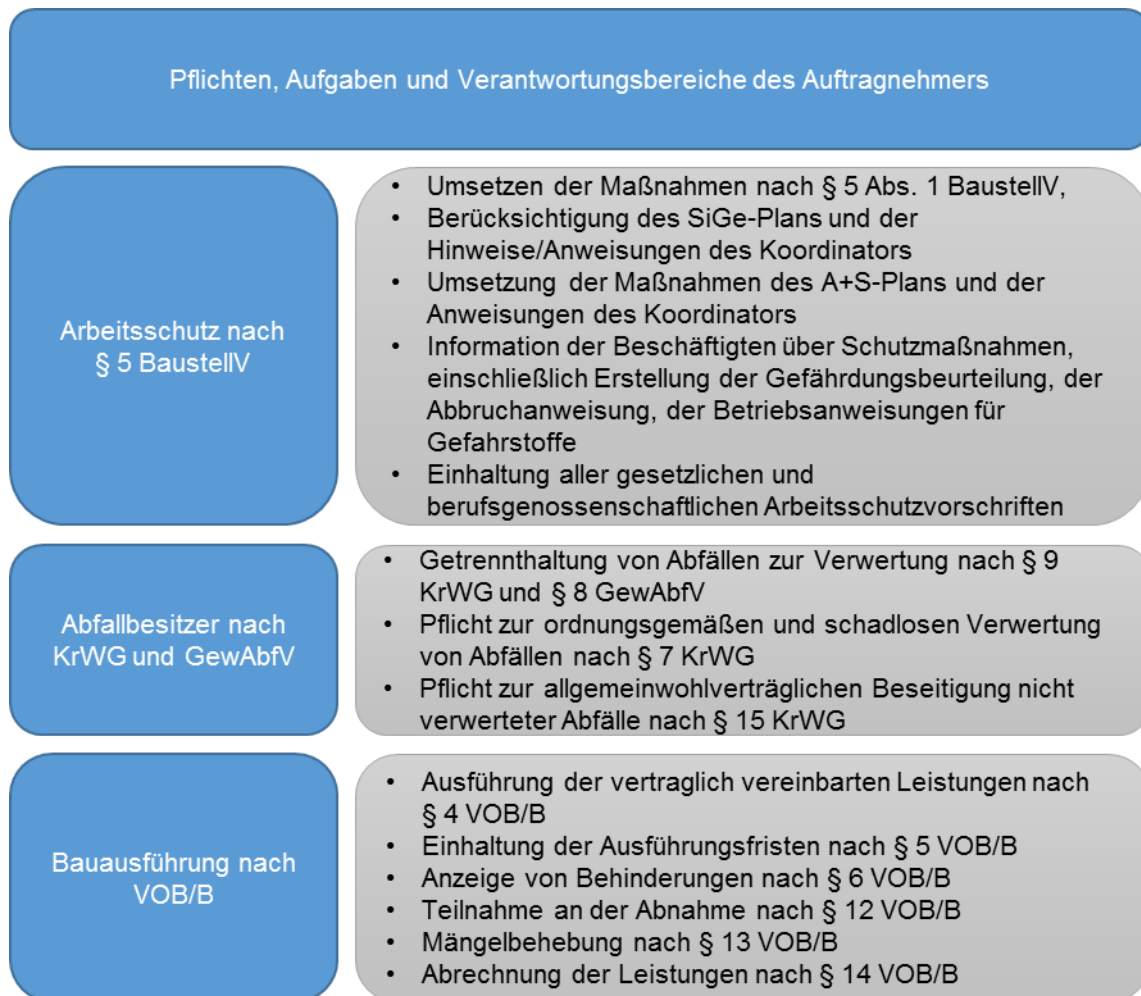 Pflichten, Aufgaben und Verantwortungsbereiche des Auftragnehmers
Arbeitsschutz nach
§ 5 BaustellV
• Umsetzen der Maßnahmen nach § 5 Abs. 1 BaustellV,
• Berücksichtigung des SiGe-Plans und der
Hinweise/Anweisungen des Koordinators
• Umsetzung der Maßnahmen des A+S-Plans und der
Anweisungen des Koordinators
• Information der Beschäftigten über Schutzmaßnahmen,
einschließlich Erstellung der Gefährdungsbeurteilung, der
Abbruchanweisung, der Betriebsanweisungen für
Gefahrstoffe
• Einhaltung aller gesetzlichen und
berufsgenossenschaftlichen Arbeitsschutzvorschriften
Abfallbesitzer nach
KrWG und GewAbfV
• Getrennthaltung von Abfällen zur Verwertung nach § 9
KrWG und § 8 GewAbfV
• Pflicht zur ordnungsgemäßen und schadlosen Verwertung
von Abfällen nach § 7 KrWG
• Pflicht zur allgemeinwohlverträglichen Beseitigung nicht
verwerteter Abfälle nach § 15 KrWG
Bauausführung nach
VOB/B
• Ausführung der vertraglich vereinbarten Leistungen nach
§ 4 VOB/B
• Einhaltung der Ausführungsfristen nach § 5 VOB/B
• Anzeige von Behinderungen nach § 6 VOB/B
• Teilnahme an der Abnahme nach § 12 VOB/B
• Mängelbehebung nach § 13 VOB/B
• Abrechnung der Leistungen nach § 14 VOB/B